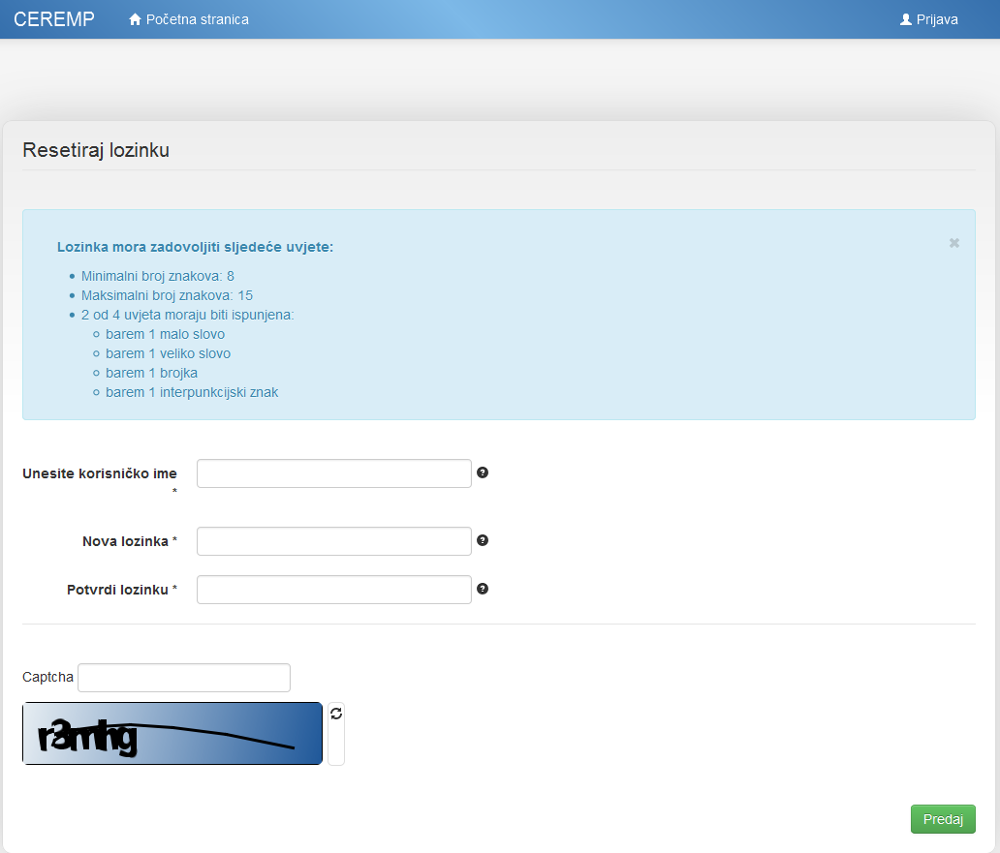 CEREMP Početna stranica Prijava
Resetiraj lozinku
Lozinka mora zadovoljiti sljedeće uvjete:
Minimalni broj znakova: 8
Maksimalni broj znakova: 15
2 od 4 uvjeta moraju biti ispunjena:
barem 1 malo slovo
barem 1 veliko slovo
barem 1 brojka
barem 1 interpunkcijski znak
Unesite korisničko ime
*
Nova lozinka *
Potvrdi lozinku *
Captcha
Predaj